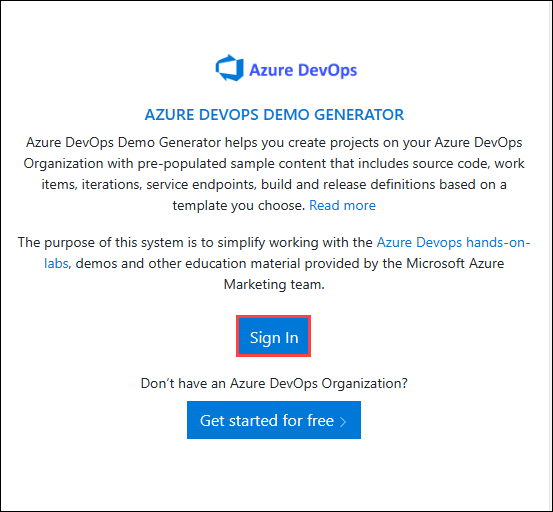 Azure DevOps
AZURE DEVOPS DEMO GENERATOR
Azure DevOps Demo Generator helps you create projects on your Azure DevOps
Organization with pre-populated sample content that includes source code, work
items, iterations, service endpoints, build and release definitions based on a
template you choose. Read more
The purpose of this system is to simplify working with the Azure Devops hands-on-
labs, demos and other education material provided by the Microsoft Azure
Marketing team.
Sign In
Don't have an Azure DevOps Organization?
Get started for free >